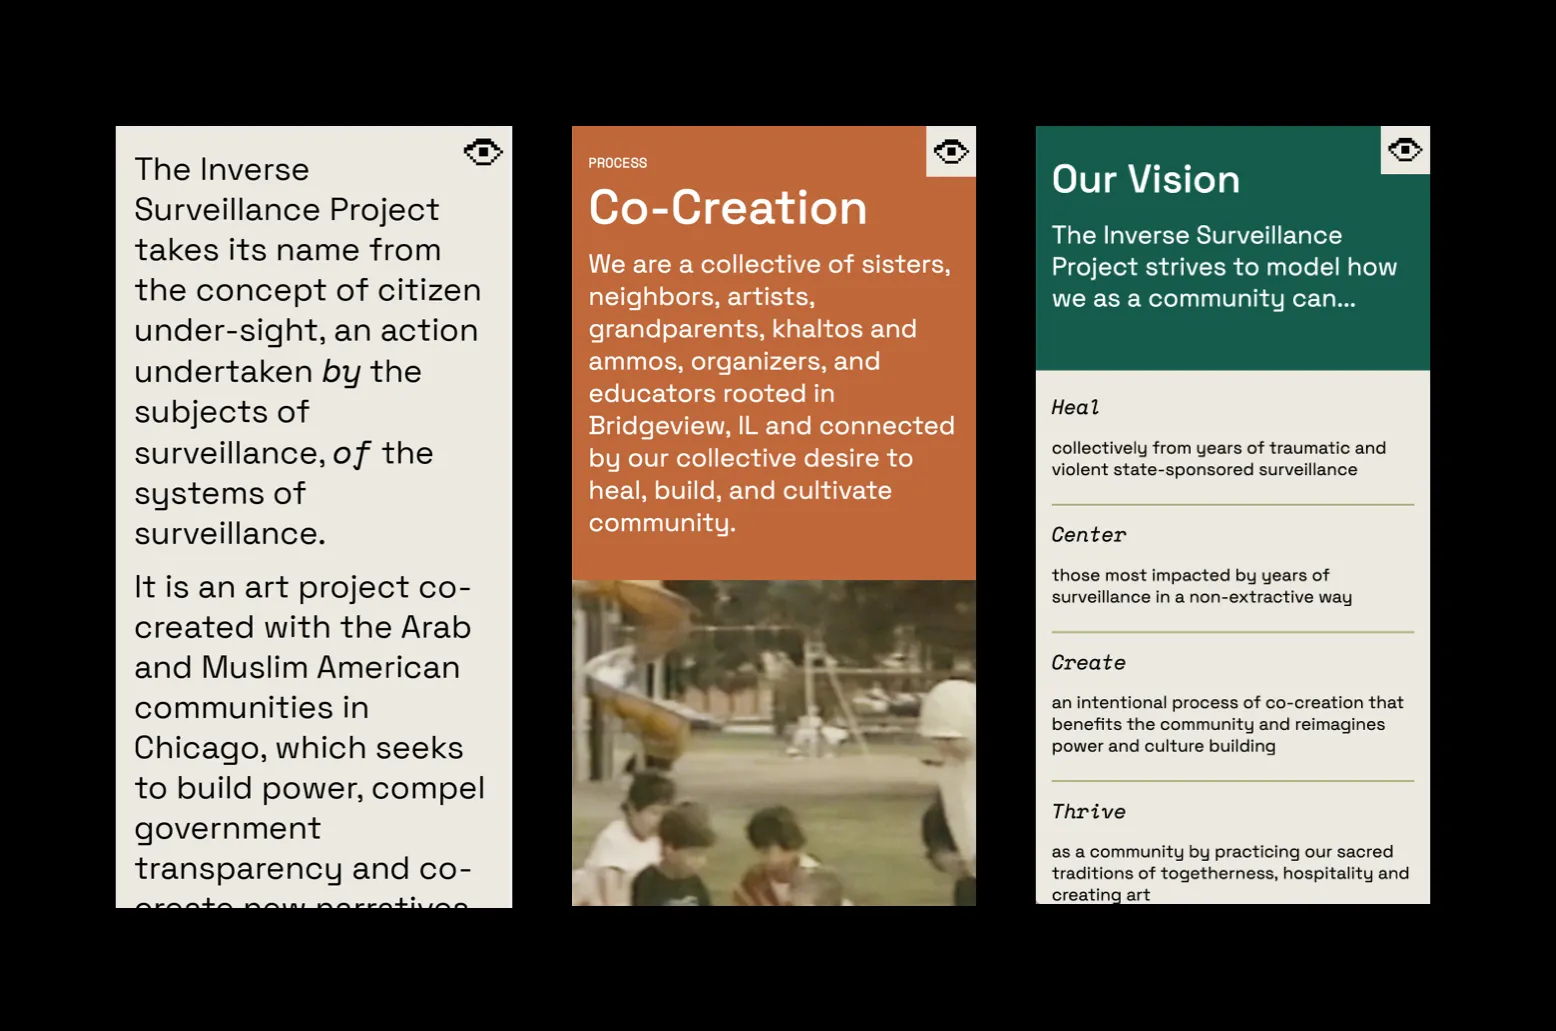 The Inverse
Surveillance Project
takes its name from
the concept of citizen
under-sight, an action
undertaken by the
subjects of
surveillance, of the
systems of
surveillance.
It is an art project co-
created with the Arab
and Muslim American
communities in
Chicago, which seeks
to build power, compel
government
transparency and co-
create new narratives
PROCESS
Co-Creation
We are a collective of sisters,
neighbors, artists,
grandparents, khaltos and
ammos, organizers, and
educators rooted in
Bridgeview, IL and connected
by our collective desire to
heal, build, and cultivate
community.
Our Vision
The Inverse Surveillance
Project strives to model how
we as a community can...
Heal
collectively from years of traumatic and
violent state-sponsored surveillance
Center
those most impacted by years of
surveillance in a non-extractive way
Create
an intentional process of co-creation that
benefits the community and reimagines
power and culture building
Thrive
as a community by practicing our sacred
traditions of togetherness, hospitality and
creating art